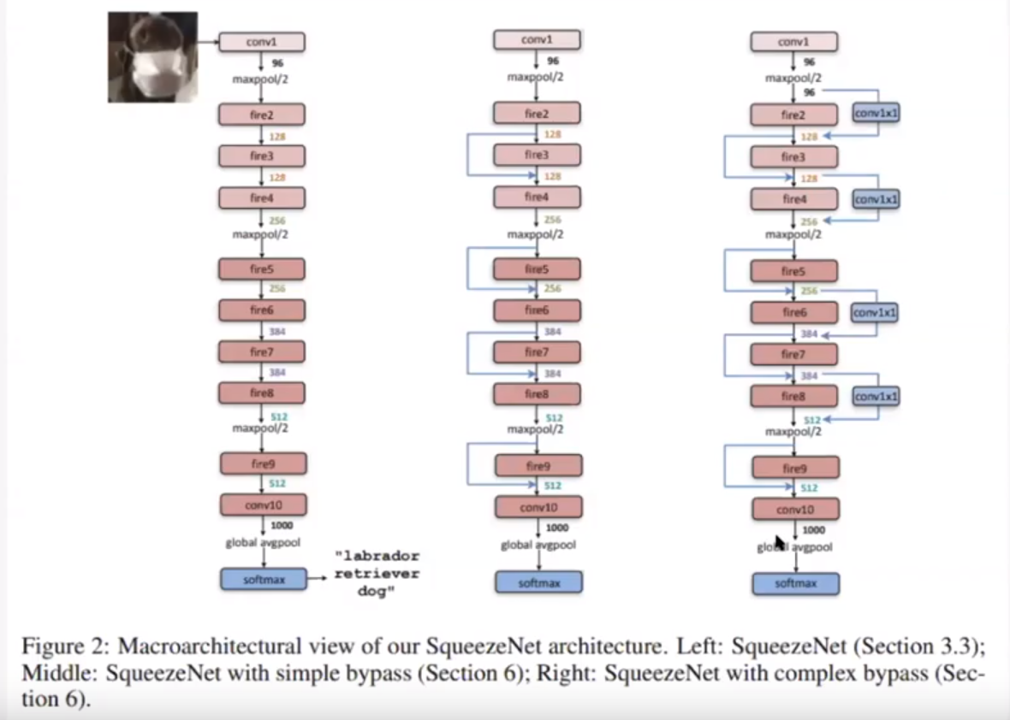 conv1
96
maxpool/2
fire2
128
fire3
128
fire4
256
maxpool/2
fire5
256
fire6
384
fire7
384
fire8
512
maxpool/2
fire9
512
conv10
1000
global avgpool
softmax
"labrador
retriever
dog"
conv1
96
maxpool/2
fire2
128
fire3
128
fire4
256
maxpool/2
fire5
256
fire6
384
fire7
384
fire8
512
maxpool/2
fire9
512
conv10
1000
global avgpool
softmax
conv1
96
maxpool/2
96
fire2
conv1x1
128
fire3
128
fire4
conv1x1
256
maxpool/2
fire5
256
fire6
conv1x1
384
fire7
384
fire8
conv1x1
512
maxpool/2
fire9
512
conv10
1000
global avgpool
softmax
Figure 2: Macroarchitectural view of our SqueezeNet architecture. Left: SqueezeNet (Section 3.3);
Middle: SqueezeNet with simple bypass (Section 6); Right: SqueezeNet with complex bypass (Sec-
tion 6).